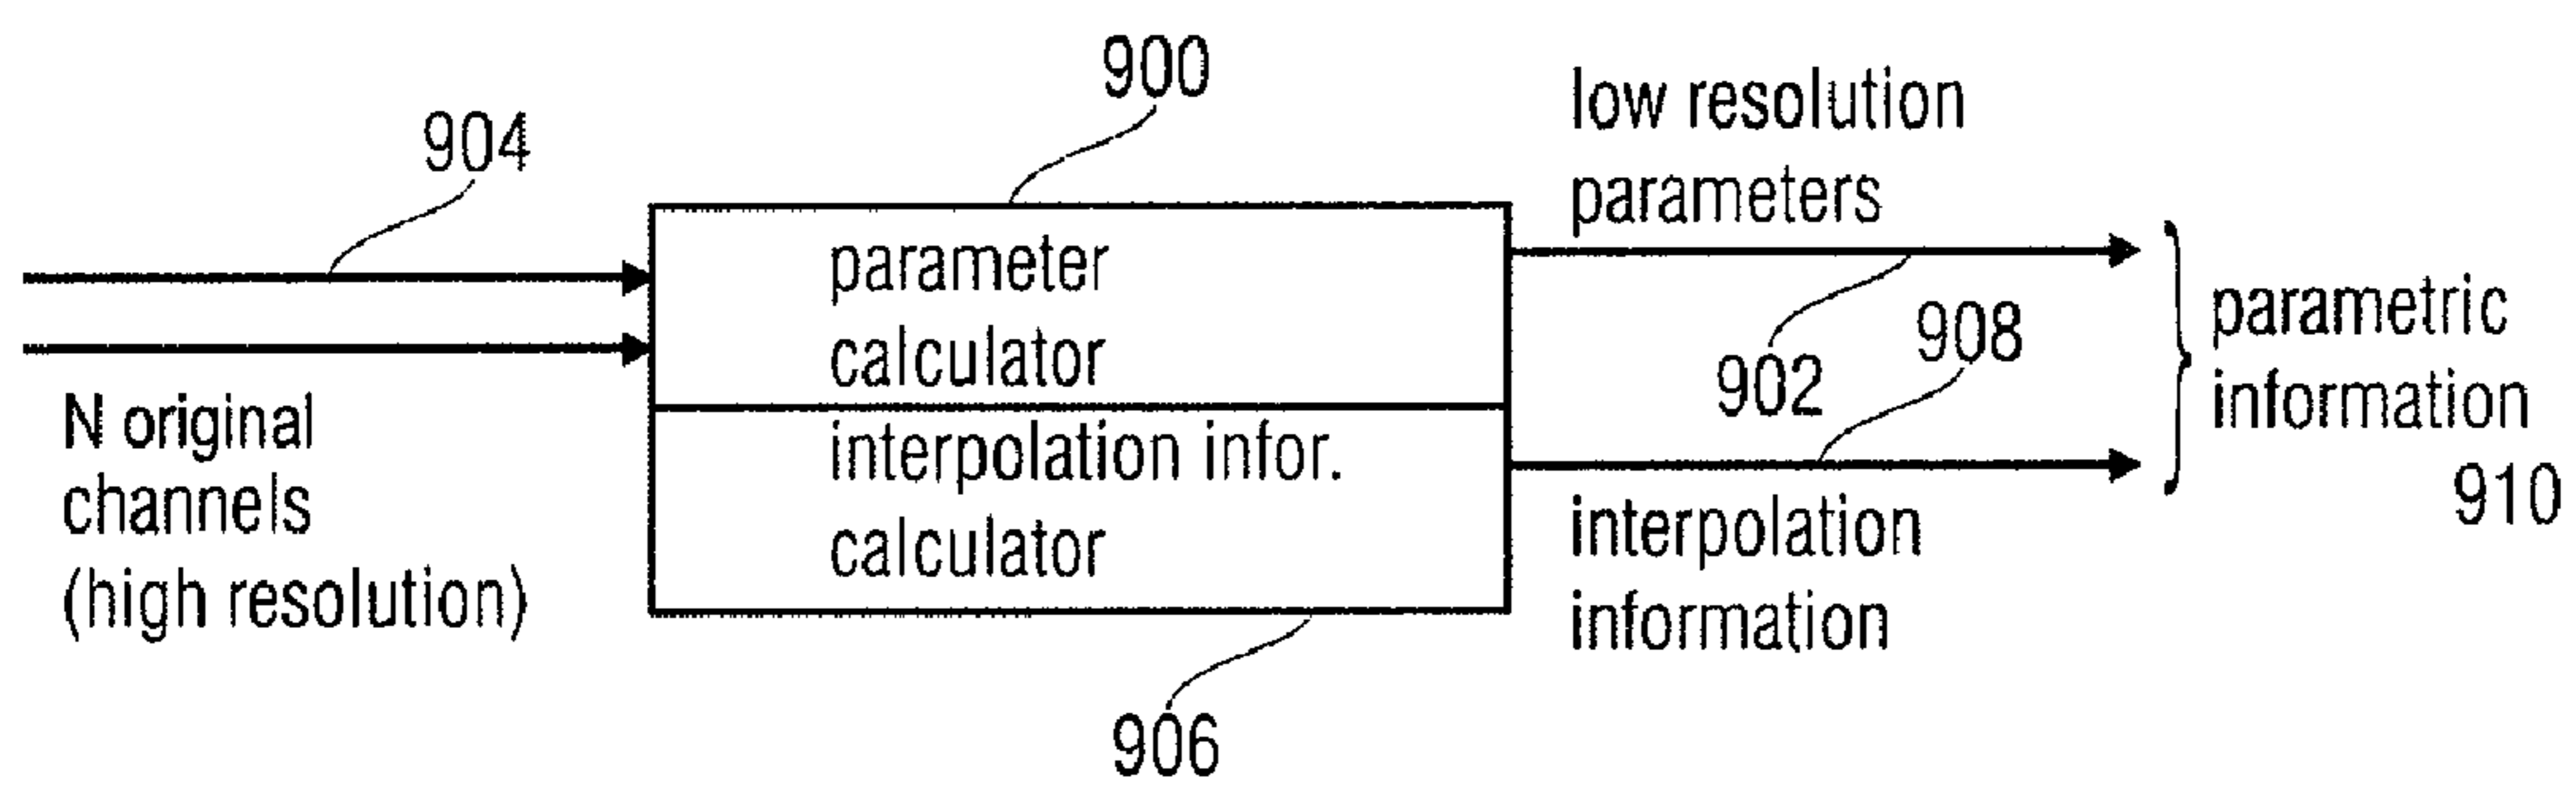 900
904
low resolution
parameters
parameter
calculator
902
908
parametric
information
910
N original
channels
(high resolution)
interpolation infor.
calculator
interpolation
information
906